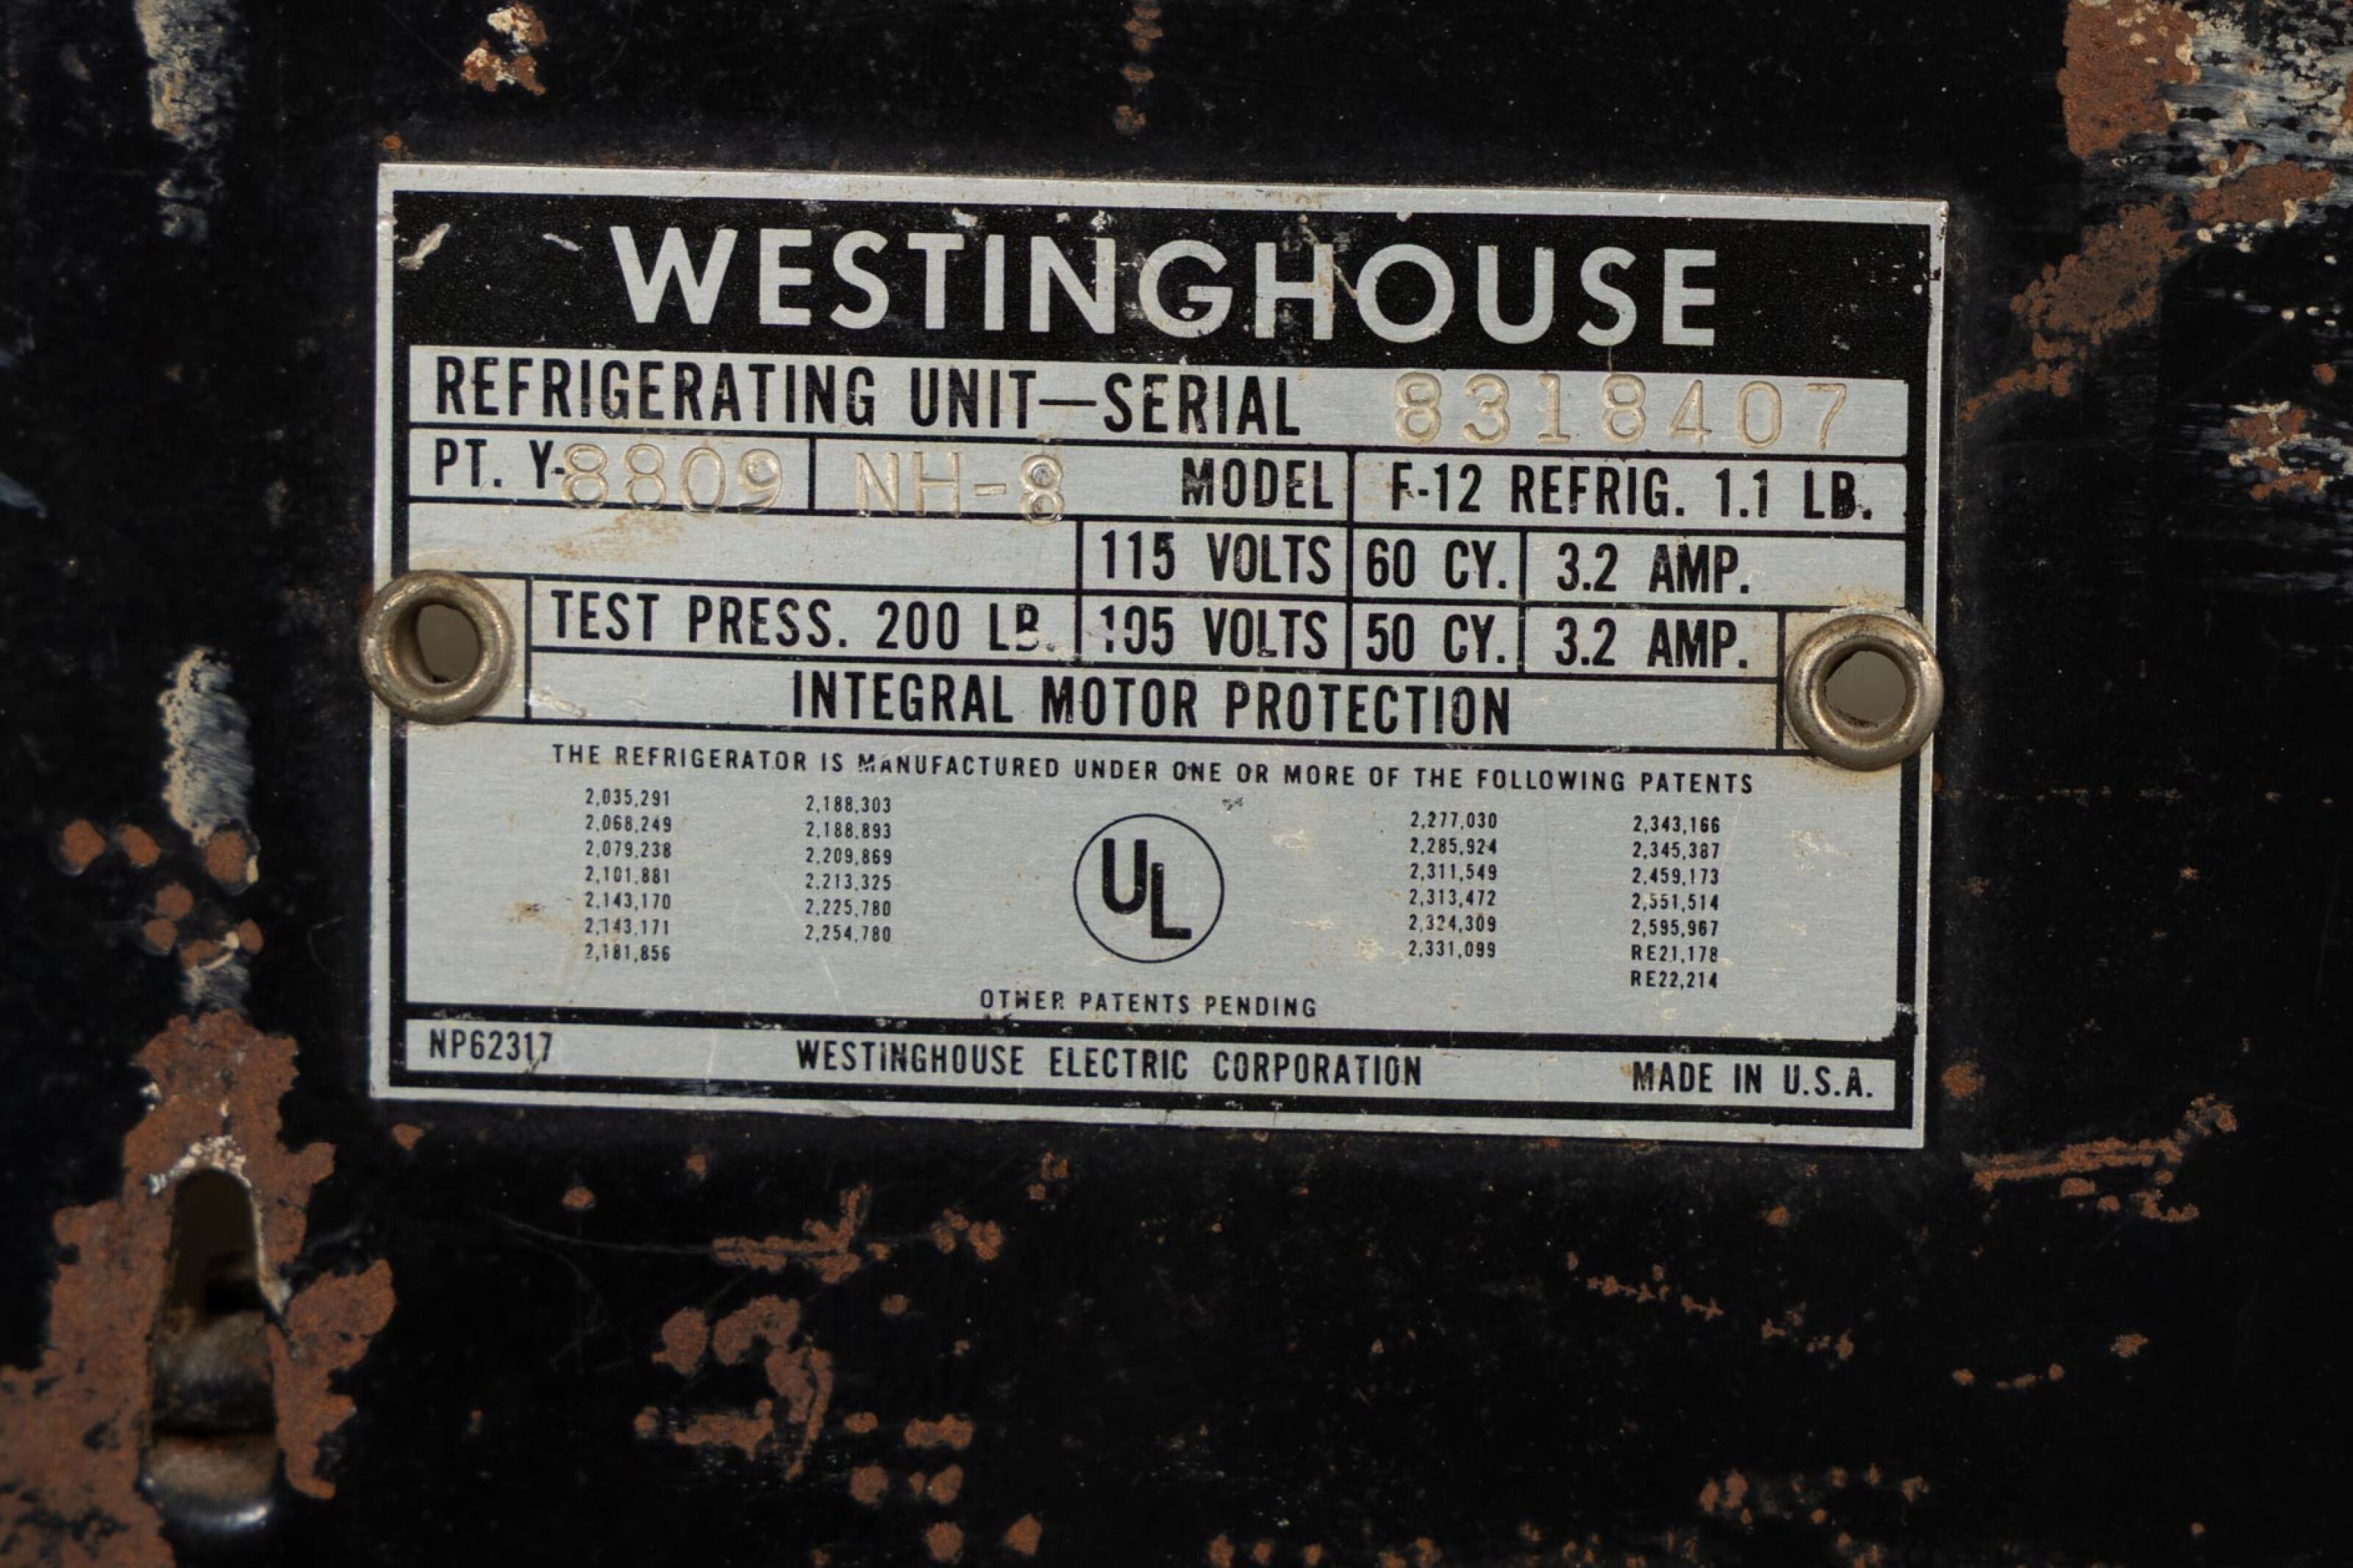 WESTINGHOUSE
REFRIGERATING UNIT—SERIAL 8318407
PT. Y-8809 NH-8 MODEL F-12 REFRIG. 1.1 LB.
115 VOLTS 60 CY. 3.2 AMP.
TEST PRESS. 200 LB. 105 VOLTS 50 CY. 3.2 AMP.
INTEGRAL MOTOR PROTECTION
THE REFRIGERATOR IS MANUFACTURED UNDER ONE OR MORE OF THE FOLLOWING PATENTS
2,035,291 2,188,303 2,277,030 2,343,166
2,068,249 2,188,893 2,285,924 2,345,387
2,079,238 2,209,869 2,311,549 2,459,173
2,101,881 2,213,325 2,313,472 2,551,514
2,143,170 2,225,780 2,324,309 2,595,967
2,143,171 2,254,780 2,331,099 RE21,178
2,181,856 RE22,214
UL
OTHER PATENTS PENDING
NP62317 WESTINGHOUSE ELECTRIC CORPORATION MADE IN U.S.A.